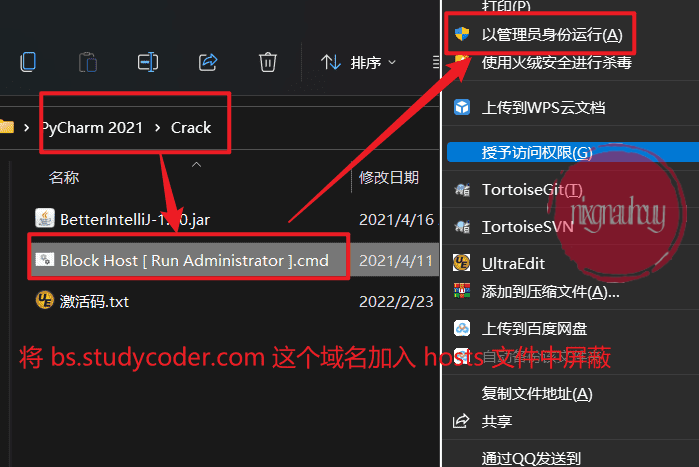 打印(P)
以管理员身份运行(A)
排序
使用火绒安全进行杀毒
上传到WPS云文档
PyCharm 2021 > Crack
授予访问权限(G)
名称
修改日期
TortoiseGit(T)
BetterIntelliJ-1.
0.jar
2021/4/16
TortoiseSVN
Block Host [ Run Administrator ].cmd
2021/4/11
UltraEdit
激活码.txt
2022/2/23
添加到压缩文件(A)...
上传到百度网盘
将 bs.studycoder.com 这个域名加入 hosts 文件中屏蔽
复制文件地址(A)
共享
通过QQ发送到